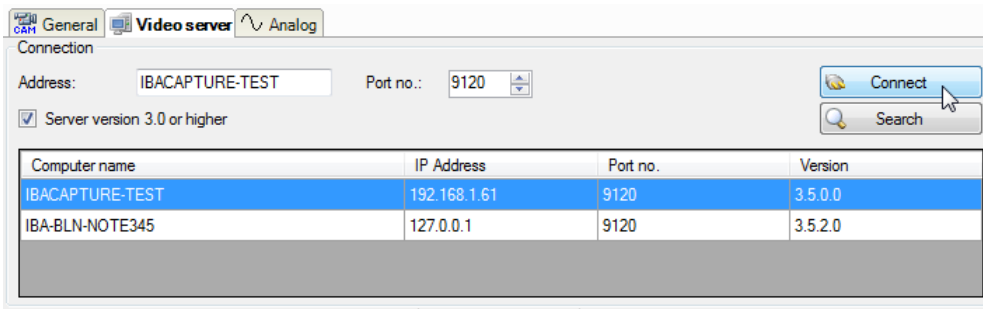 CAM General Video server Analog
Connection
Address: IBACAPTURE-TEST Port no.: 9120 Connect
Server version 3.0 or higher Search
Computer name IP Address Port no. Version
IBACAPTURE-TEST 192.168.1.61 9120 3.5.0.0
IBA-BLN-NOTE345 127.0.0.1 9120 3.5.2.0